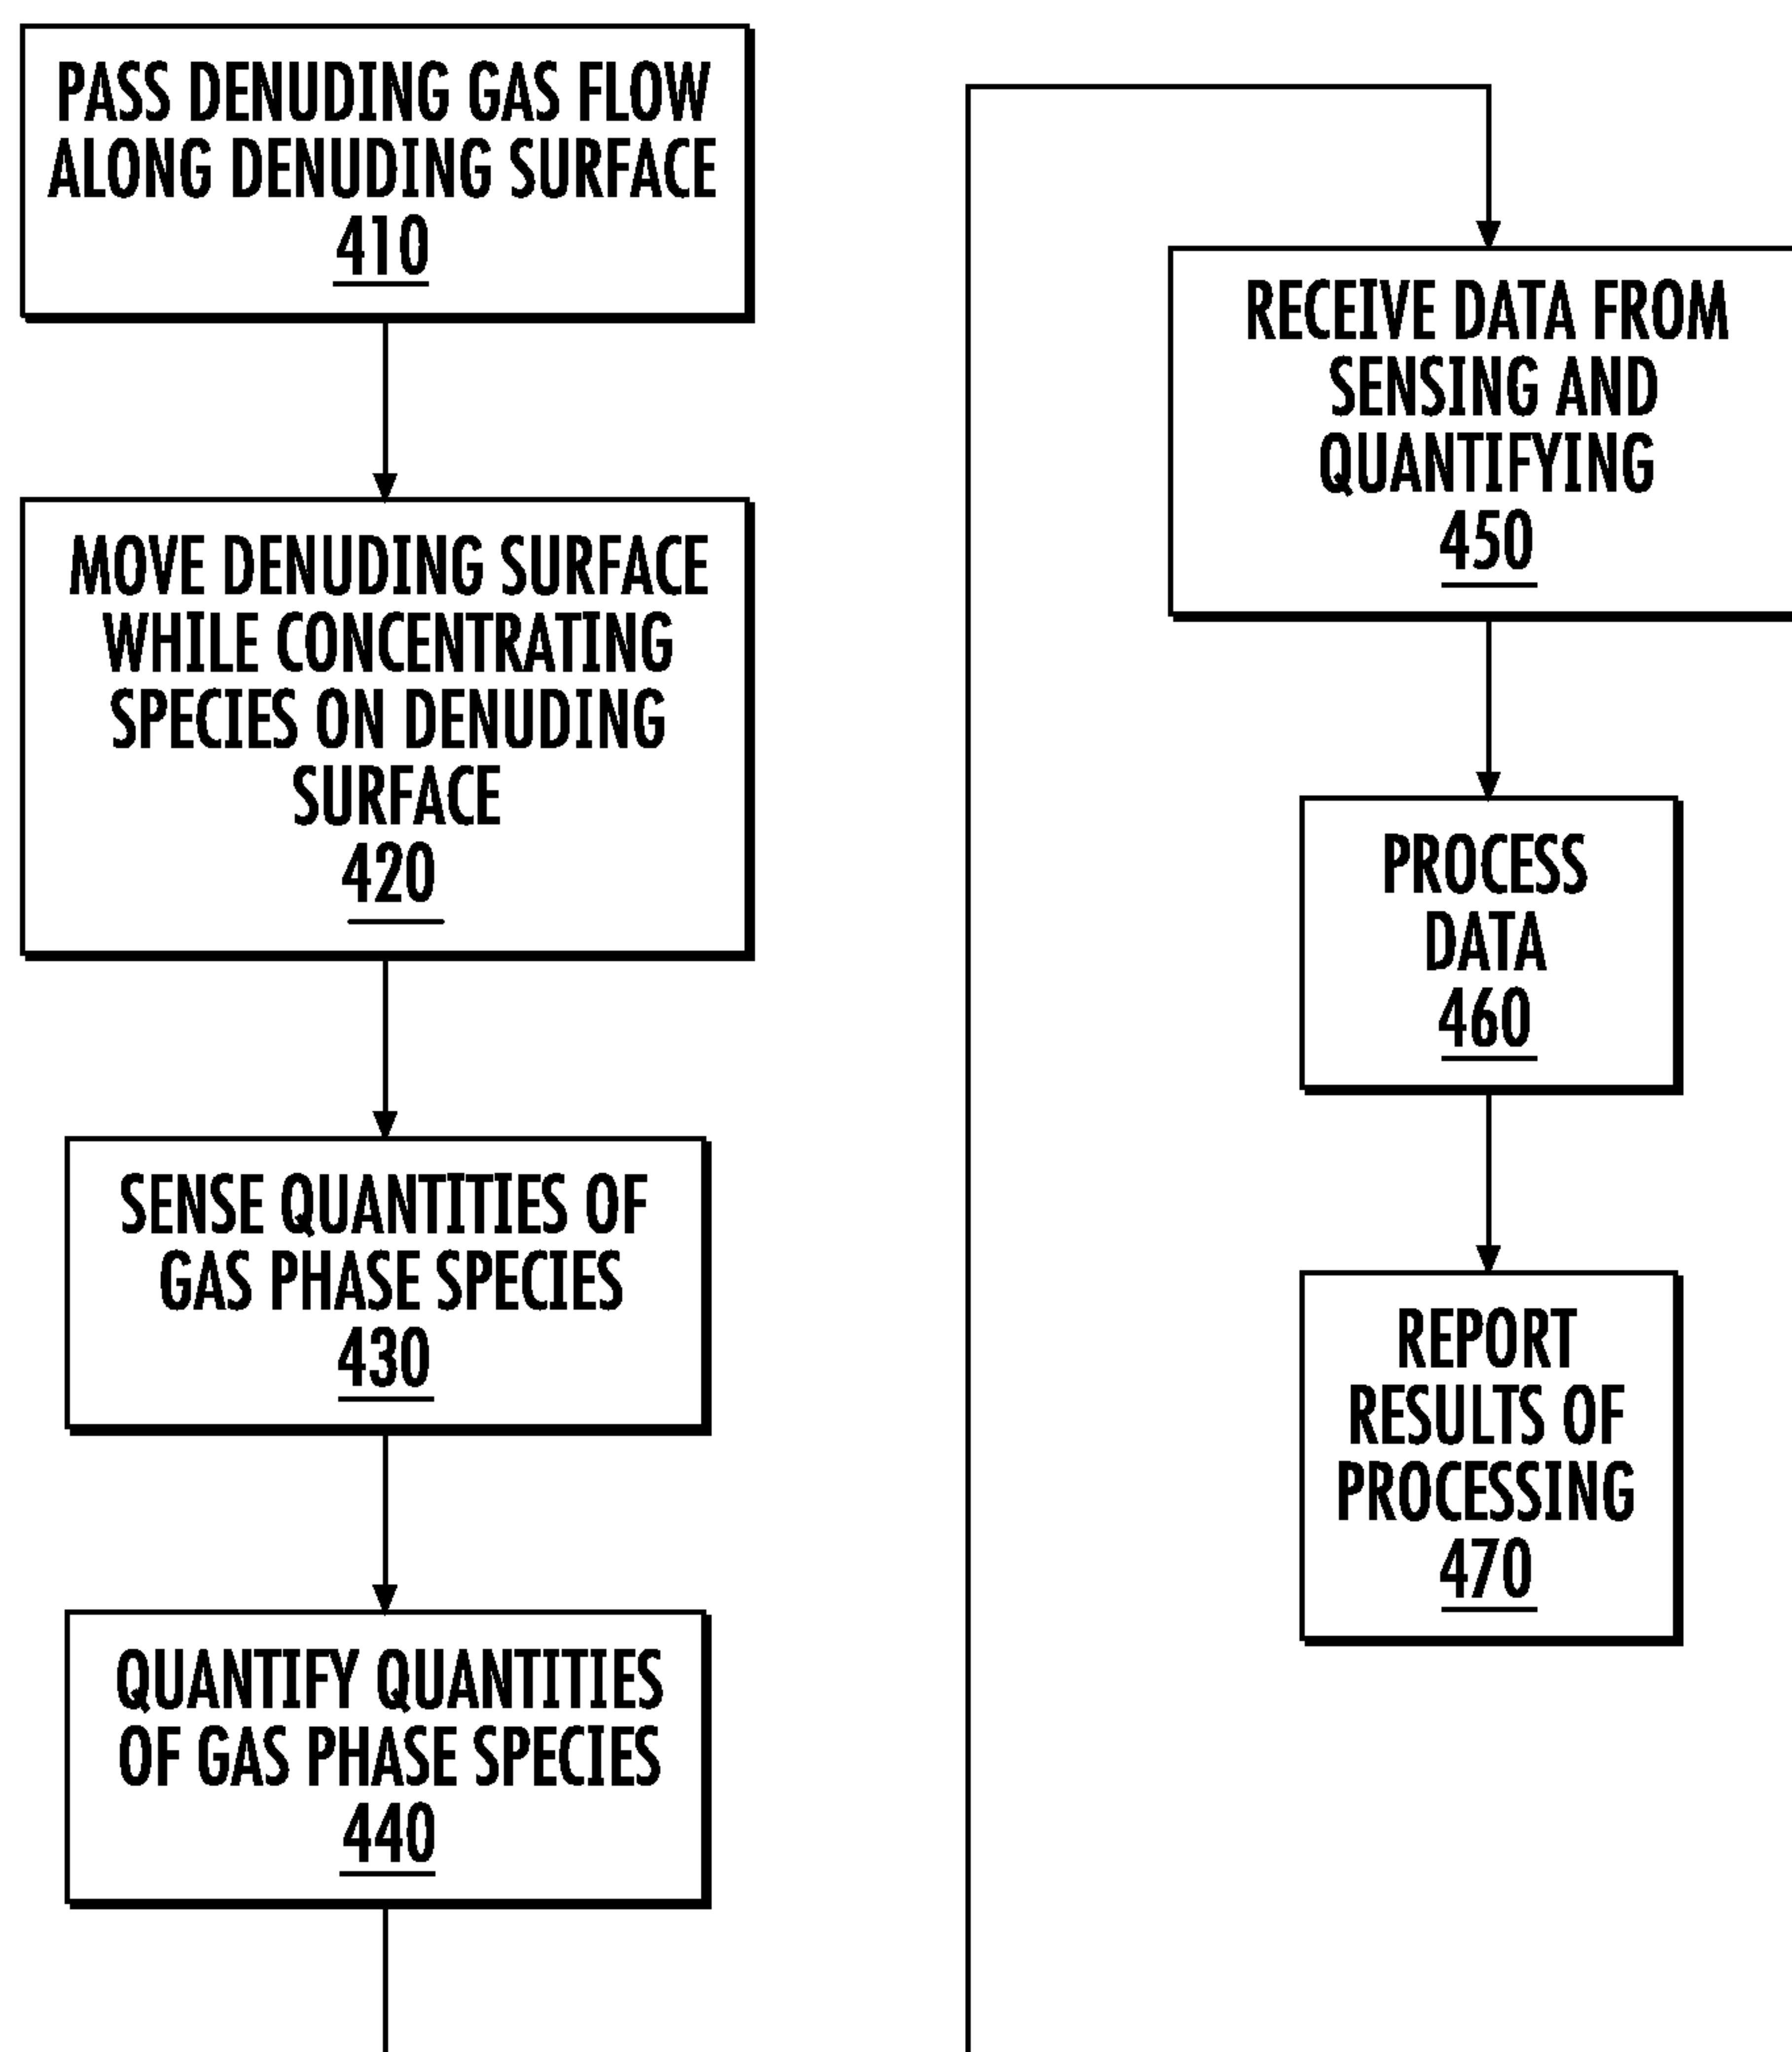 PASS DENUDING GAS FLOW
ALONG DENUDING SURFACE
410
MOVE DENUDING SURFACE
WHILE CONCENTRATING
SPECIES ON DENUDING
SURFACE
420
SENSE QUANTITIES OF
GAS PHASE SPECIES
430
QUANTIFY QUANTITIES
OF GAS PHASE SPECIES
440
RECEIVE DATA FROM
SENSING AND
QUANTIFYING
450
PROCESS
DATA
460
REPORT
RESULTS OF
PROCESSING
470